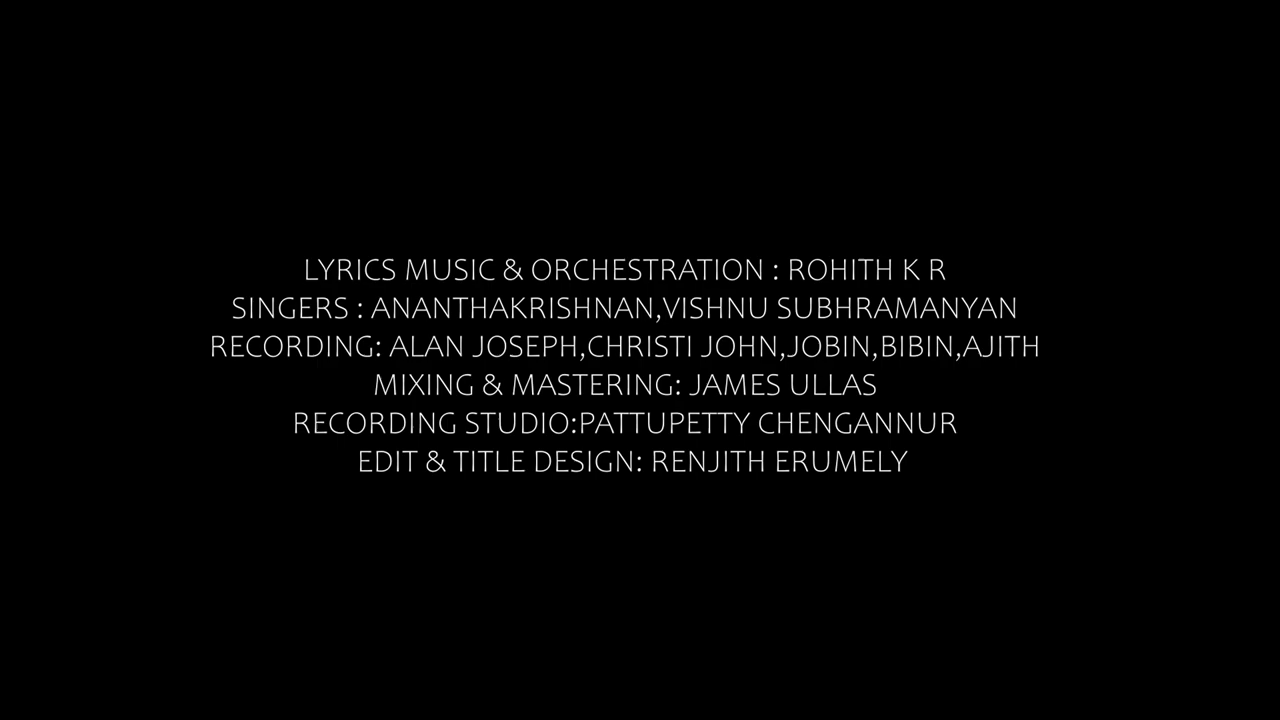 LYRICS MUSIC & ORCHESTRATION : ROHITH K R
SINGERS : ANANTHAKRISHNAN,VISHNU SUBHRAMANYAN
RECORDING: ALAN JOSEPH,CHRISTI JOHN,JOBIN,BIBIN,AJITH
MIXING & MASTERING: JAMES ULLAS
RECORDING STUDIO:PATTUPETTY CHENGANNUR
EDIT & TITLE DESIGN: RENJITH ERUMELY